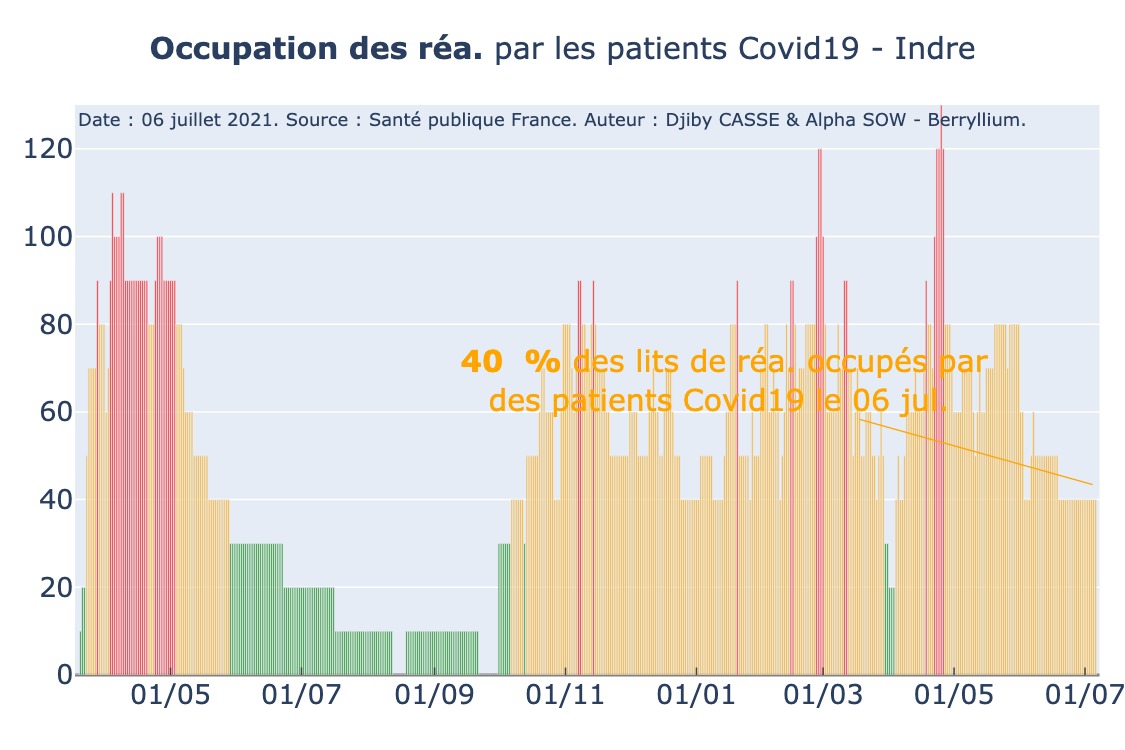 Occupation des réa. par les patients Covid19 - Indre
Date : 06 juillet 2021. Source : Santé publique France. Auteur : Djiby CASSE & Alpha SOW - Berryllium.
120
100
80
60
40
20
0
40 % des lits de réa. occupés par
des patients Covid19 le 06 jul.
01/05 01/07 01/09 01/11 01/01 01/03 01/05 01/07